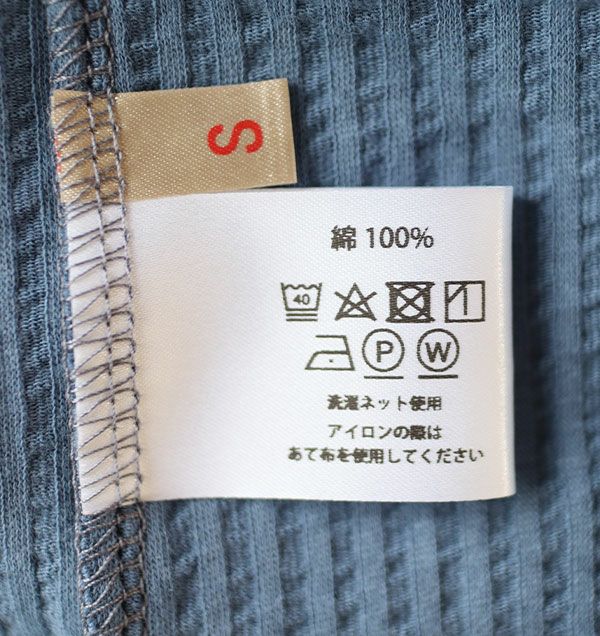 S
綿 100%
40
P W
洗濯ネット使用
アイロンの際は
あて布を使用してください